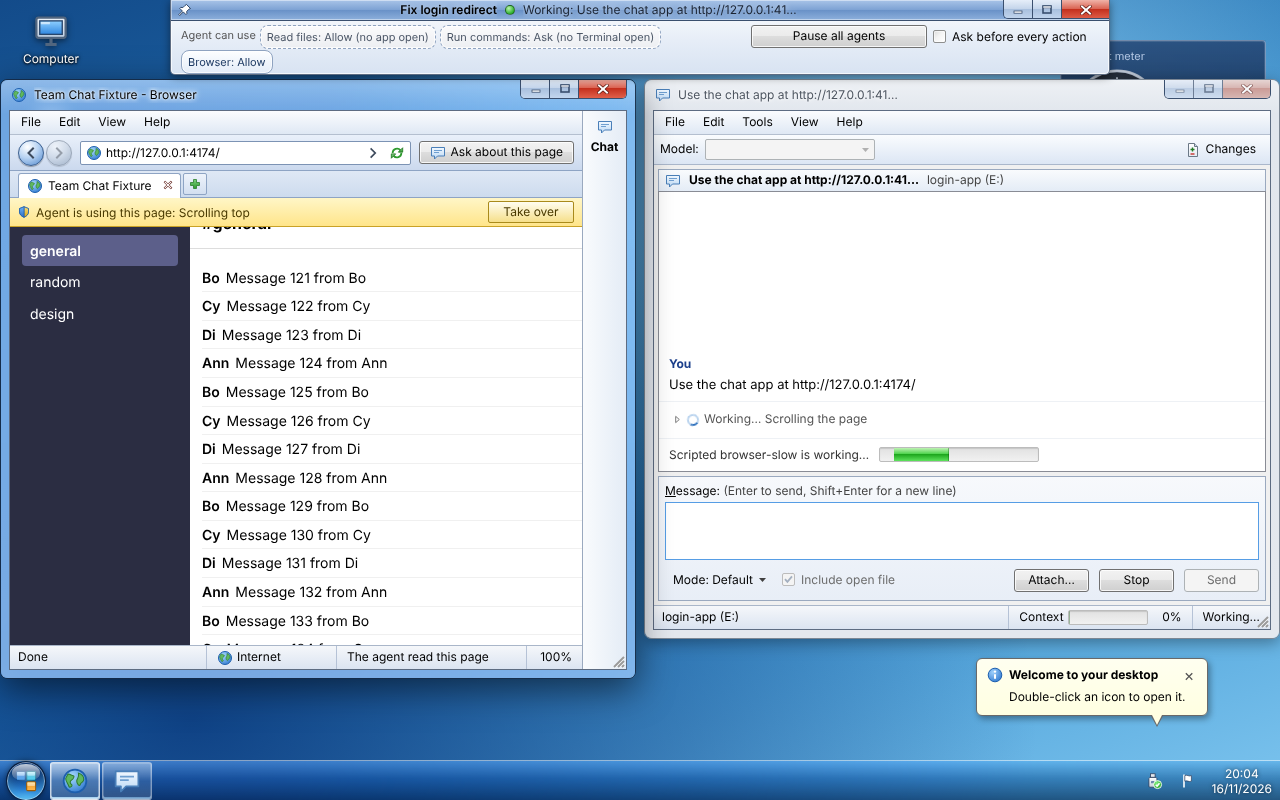 Computer
Fix login redirect Working: Use the chat app at http://127.0.0.1:41...
Agent can use Read files: Allow (no app open) Run commands: Ask (no Terminal open) Pause all agents Ask before every action
Browser: Allow
meter
Team Chat Fixture - Browser
File Edit View Help
http://127.0.0.1:4174/ Ask about this page
Team Chat Fixture
Agent is using this page: Scrolling top Take over
#general
general
random
design
Bo Message 121 from Bo
Cy Message 122 from Cy
Di Message 123 from Di
Ann Message 124 from Ann
Bo Message 125 from Bo
Cy Message 126 from Cy
Di Message 127 from Di
Ann Message 128 from Ann
Bo Message 129 from Bo
Cy Message 130 from Cy
Di Message 131 from Di
Ann Message 132 from Ann
Bo Message 133 from Bo
Done Internet The agent read this page 100%
Chat
Use the chat app at http://127.0.0.1:41...
File Edit Tools View Help
Model: Changes
Use the chat app at http://127.0.0.1:41... login-app (E:)
You
Use the chat app at http://127.0.0.1:4174/
Working... Scrolling the page
Scripted browser-slow is working...
Message: (Enter to send, Shift+Enter for a new line)
Mode: Default Include open file Attach... Stop Send
login-app (E:) Context 0% Working...
Welcome to your desktop
Double-click an icon to open it.
20:04
16/11/2026